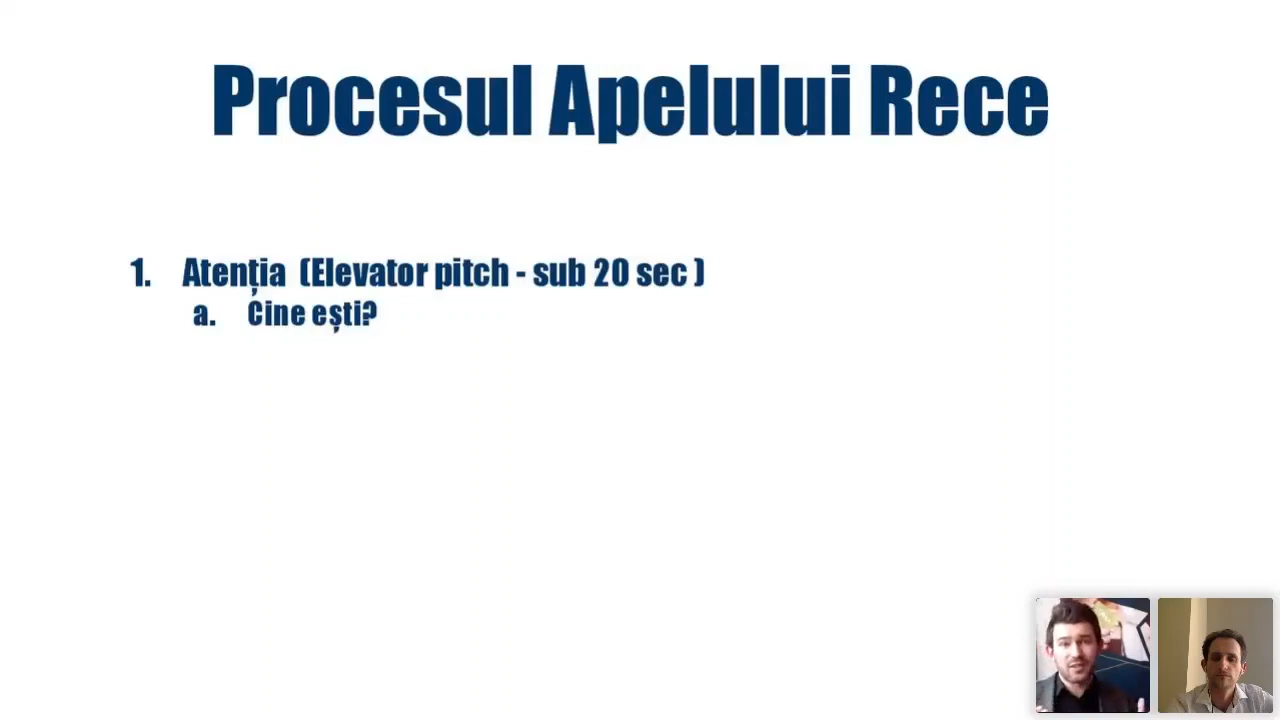 Procesul Apelului Rece
1. Atenția (Elevator pitch - sub 20 sec )
a. Cine ești?